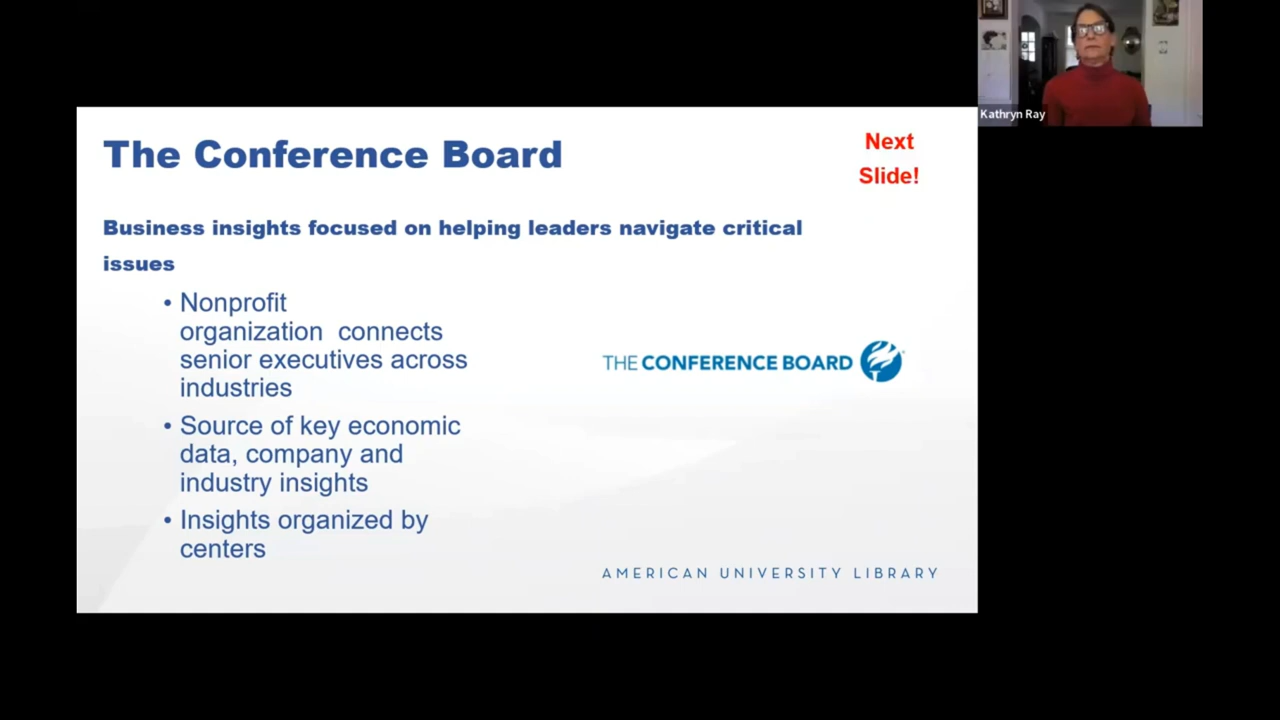 Kathryn Ray
The Conference Board
Next
Slide!
Business insights focused on helping leaders navigate critical
issues
• Nonprofit
organization  connects
senior executives across
industries
• Source of key economic
data, company and
industry insights
• Insights organized by
centers
THE CONFERENCE BOARD
AMERICAN UNIVERSITY LIBRARY